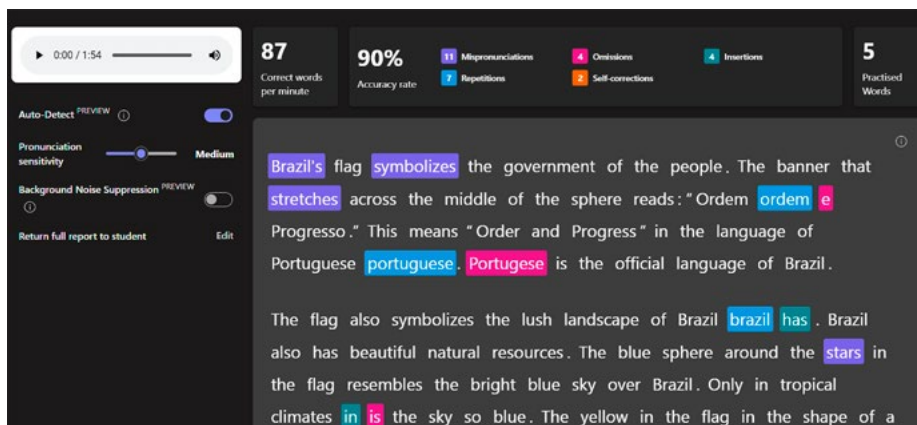 0:00 / 1:54
87
Correct words
per minute
90%
Accuracy rate
11 Mispronunciations
4 Omissions
4 Insertions
7 Repetitions
2 Self-corrections
5
Practised
Words
Auto-Detect PREVIEW
Pronunciation
sensitivity
Medium
Background Noise Suppression PREVIEW
Return full report to student
Edit
Brazil's flag symbolizes the government of the people. The banner that
stretches across the middle of the sphere reads: "Ordem ordem e
Progresso." This means "Order and Progress" in the language of
Portuguese portuguese. Portugese is the official language of Brazil.
The flag also symbolizes the lush landscape of Brazil brazil has. Brazil
also has beautiful natural resources. The blue sphere around the stars in
the flag resembles the bright blue sky over Brazil. Only in tropical
climates in is the sky so blue. The yellow in the flag in the shape of a